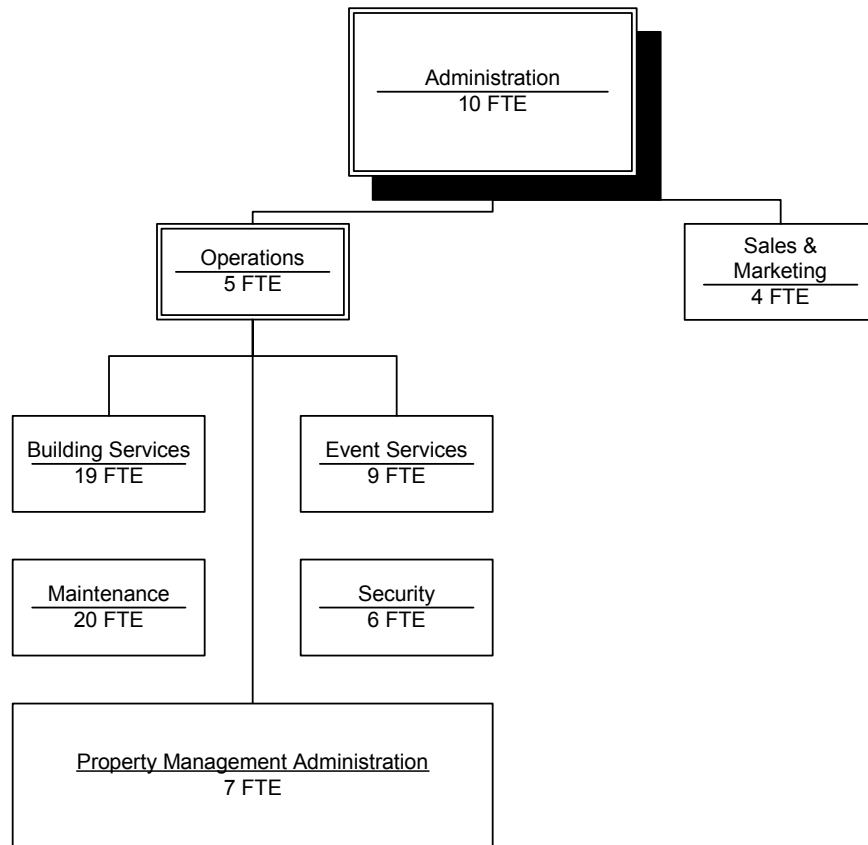 Administration
10 FTE
Operations
5 FTE
Sales &
Marketing
4 FTE
Building Services
19 FTE
Event Services
9 FTE
Maintenance
20 FTE
Security
6 FTE
Property Management Administration
7 FTE